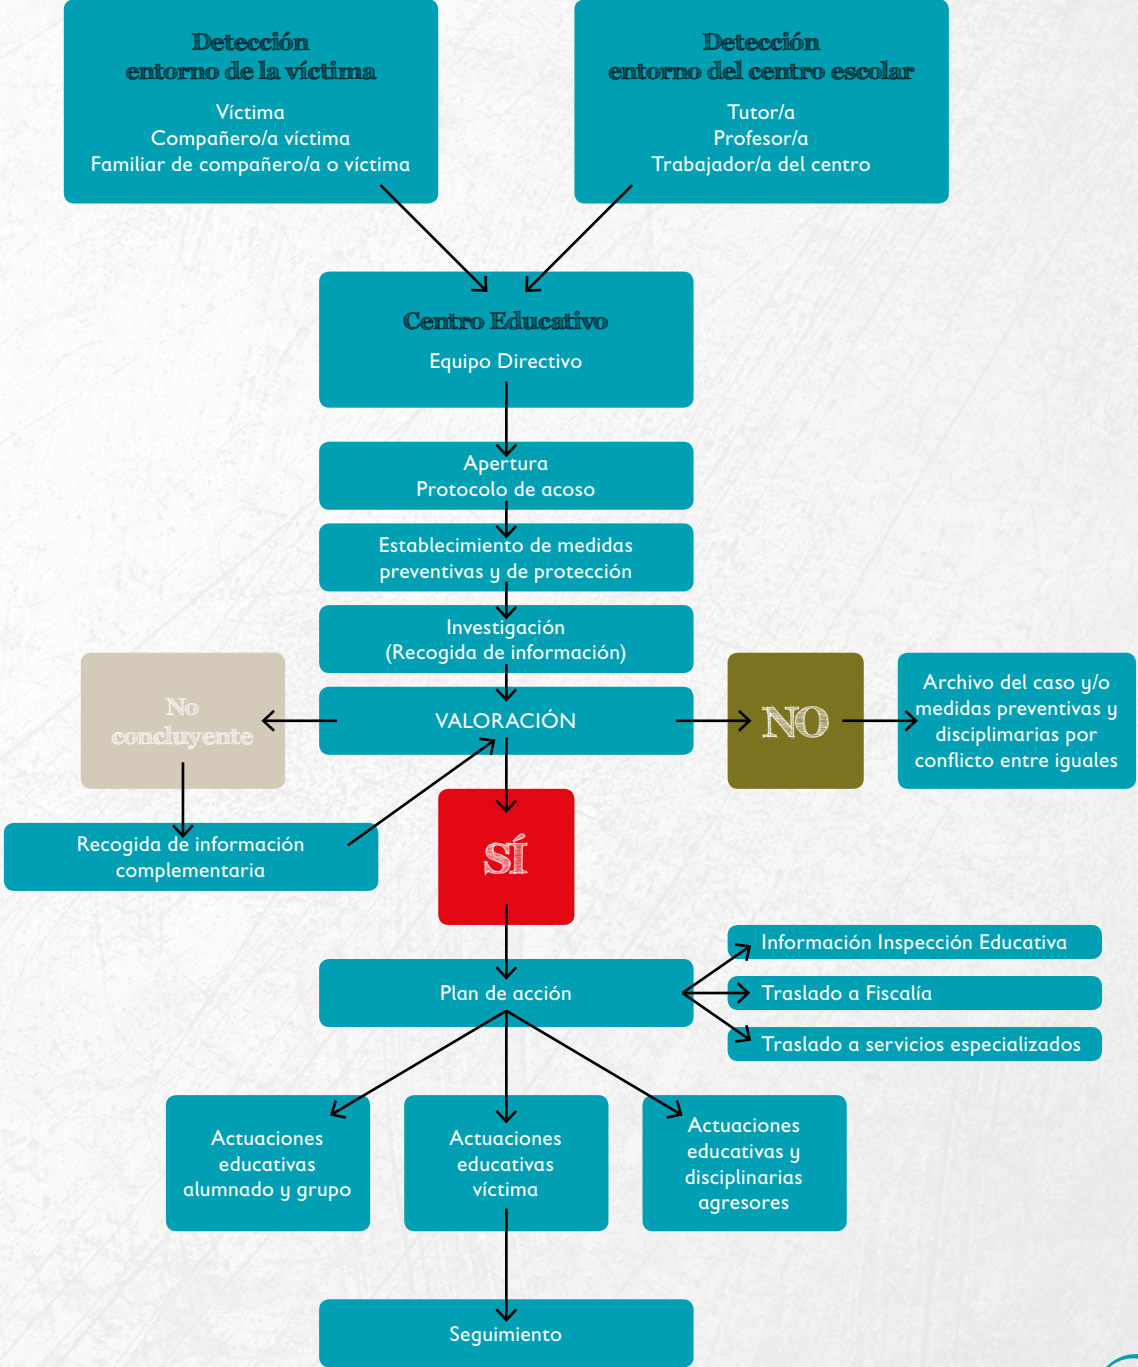 Detección
entorno de la víctima
Víctima
Compañero/a víctima
Familiar de compañero/a o víctima
Detección
entorno del centro escolar
Tutor/a
Profesor/a
Trabajador/a del centro
Centro Educativo
Equipo Directivo
Apertura
Protocolo de acoso
Establecimiento de medidas
preventivas y de protección
Investigación
(Recogida de información)
No
concluyente
VALORACIÓN
NO
Archivo del caso y/o
medidas preventivas y
disciplimarias por
conflicto entre iguales
Recogida de información
complementaria
SÍ
Plan de acción
Información Inspección Educativa
Traslado a Fiscalía
Traslado a servicios especializados
Actuaciones
educativas
alumnado y grupo
Actuaciones
educativas
víctima
Actuaciones
educativas y
disciplinarias
agresores
Seguimiento